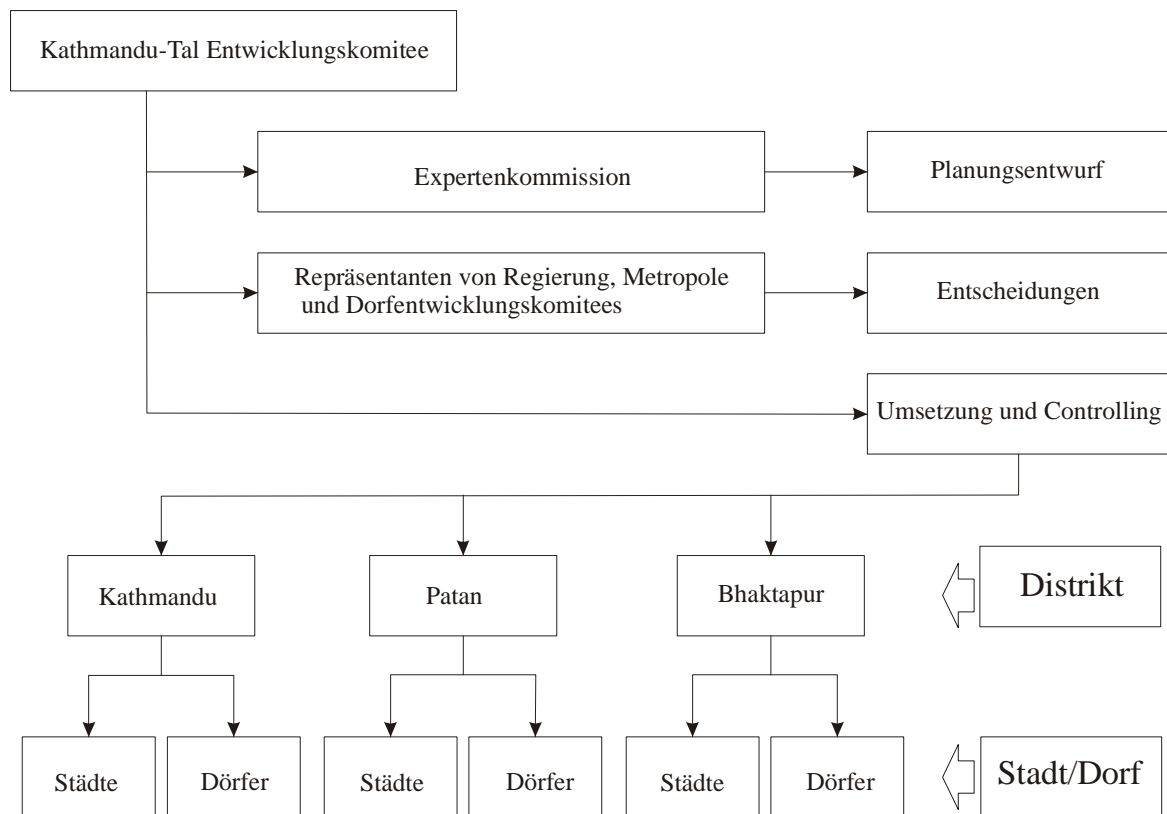 Kathmandu-Tal Entwicklungskomitee
Expertenkommission
Planungsentwurf
Repräsentanten von Regierung, Metropole
und Dorfentwicklungskomitees
Entscheidungen
Umsetzung und Controlling
Kathmandu
Patan
Bhaktapur
Distrikt
Städte
Dörfer
Städte
Dörfer
Städte
Dörfer
Stadt/Dorf